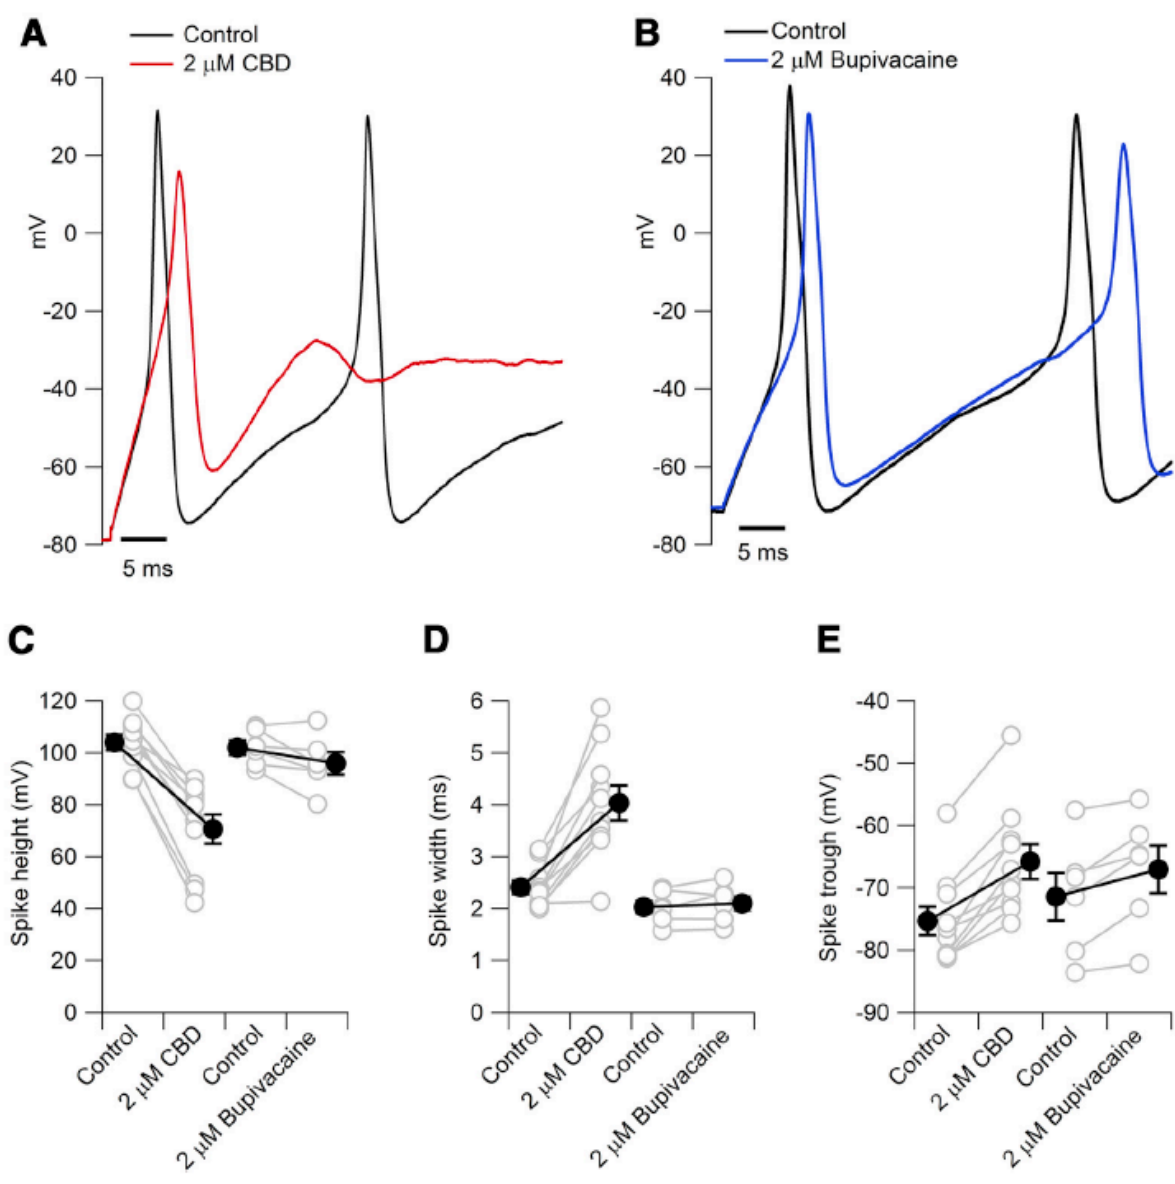 A
Control
2 μM CBD
40
20
0
-20
-40
-60
-80
mV
5 ms
B
Control
2 μM Bupivacaine
40
20
0
-20
-40
-60
-80
mV
5 ms
C
120
100
80
60
40
20
0
Spike height (mV)
Control
2 μM CBD
Control
2 μM Bupivacaine
D
6
5
4
3
2
1
0
Spike width (ms)
Control
2 μM CBD
Control
2 μM Bupivacaine
E
-40
-50
-60
-70
-80
-90
Spike trough (mV)
Control
2 μM CBD
Control
2 μM Bupivacaine